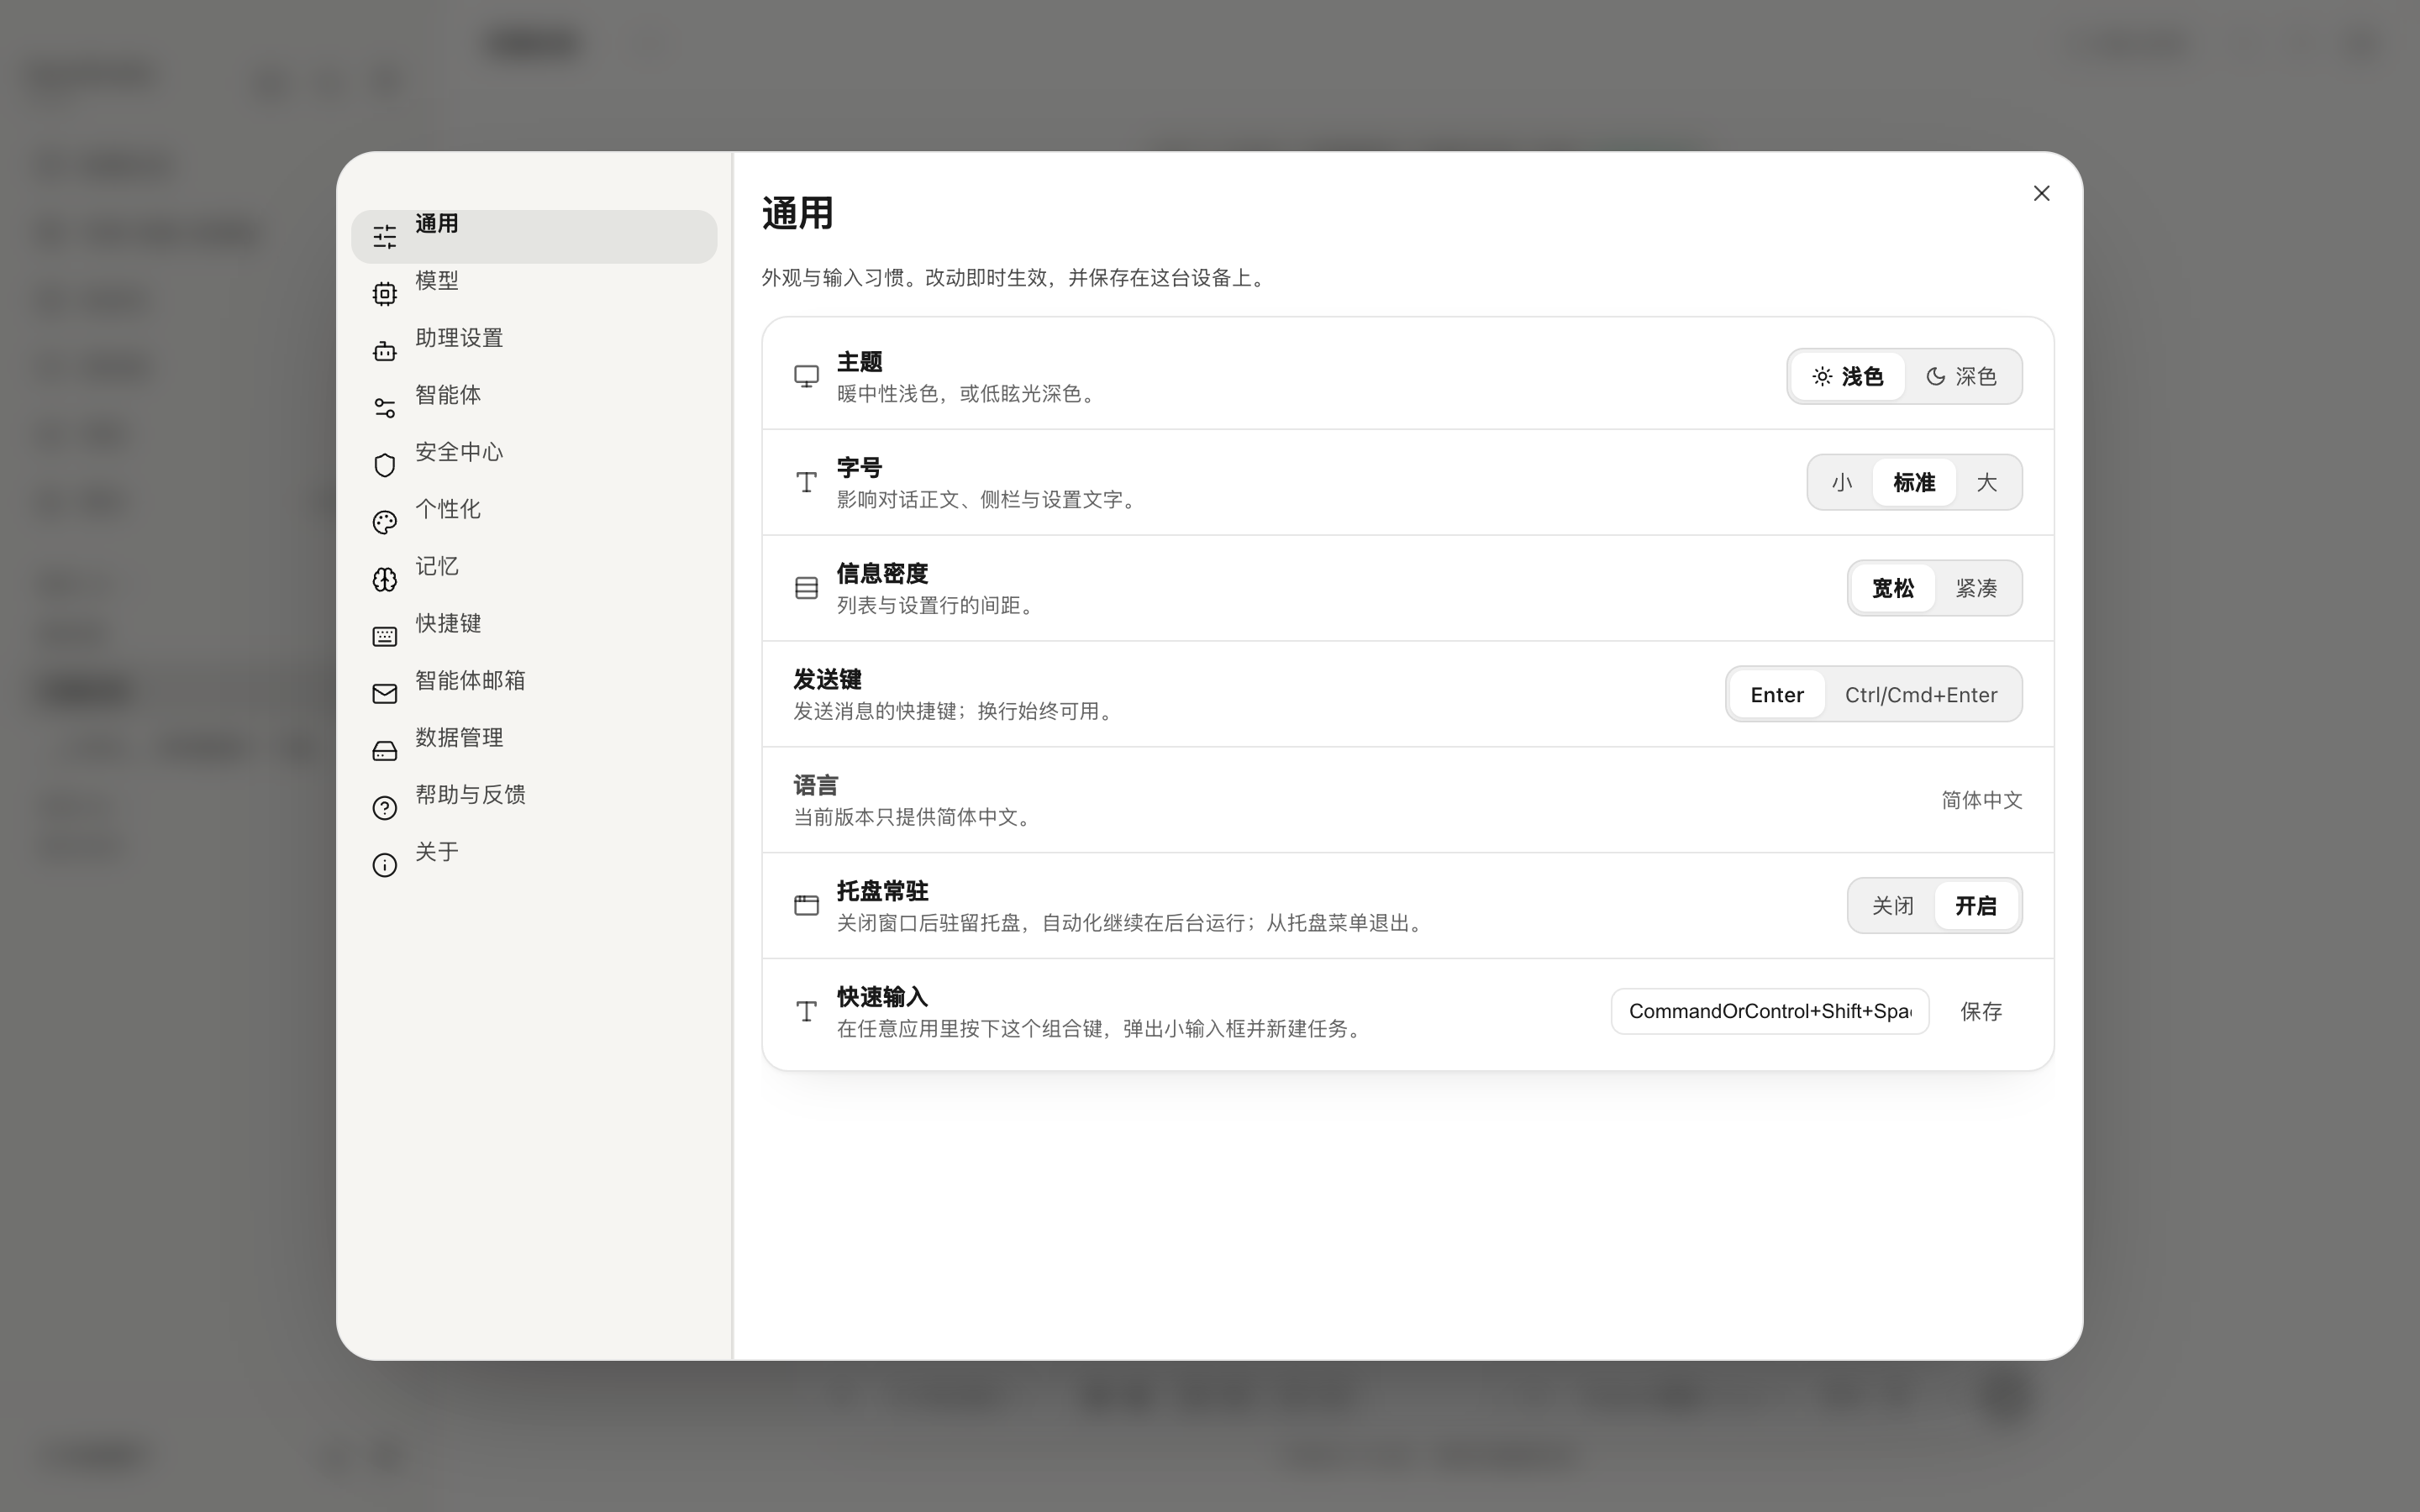 通用
模型
助理设置
智能体
安全中心
个性化
记忆
快捷键
智能体邮箱
数据管理
帮助与反馈
关于
通用
外观与输入习惯。改动即时生效，并保存在这台设备上。
主题
暖中性浅色，或低眩光深色。
浅色 深色
字号
影响对话正文、侧栏与设置文字。
小 标准 大
信息密度
列表与设置行的间距。
宽松 紧凑
发送键
发送消息的快捷键；换行始终可用。
Enter Ctrl/Cmd+Enter
语言
当前版本只提供简体中文。
简体中文
托盘常驻
关闭窗口后驻留托盘，自动化继续在后台运行；从托盘菜单退出。
关闭 开启
快速输入
在任意应用里按下这个组合键，弹出小输入框并新建任务。
CommandOrControl+Shift+Spa
保存